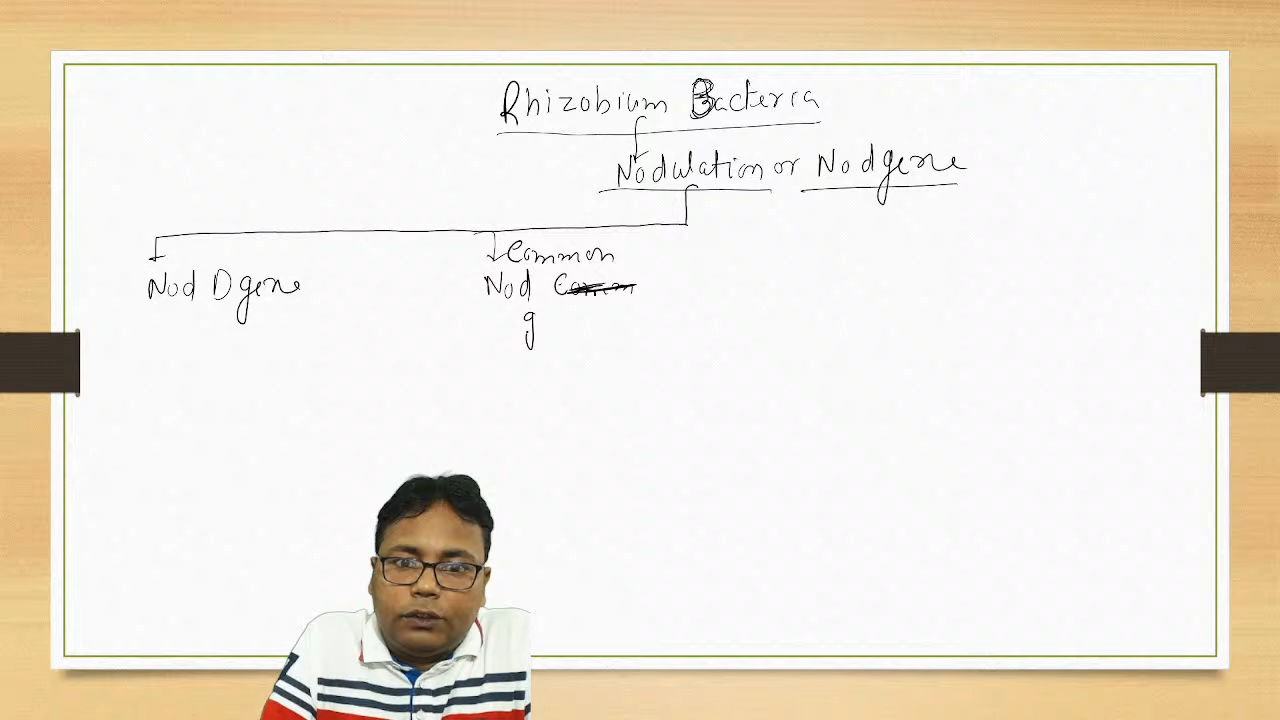 Rhizobium Bacteria
Nodulation or Nod gene
Nod D gene
Common
Nod
g